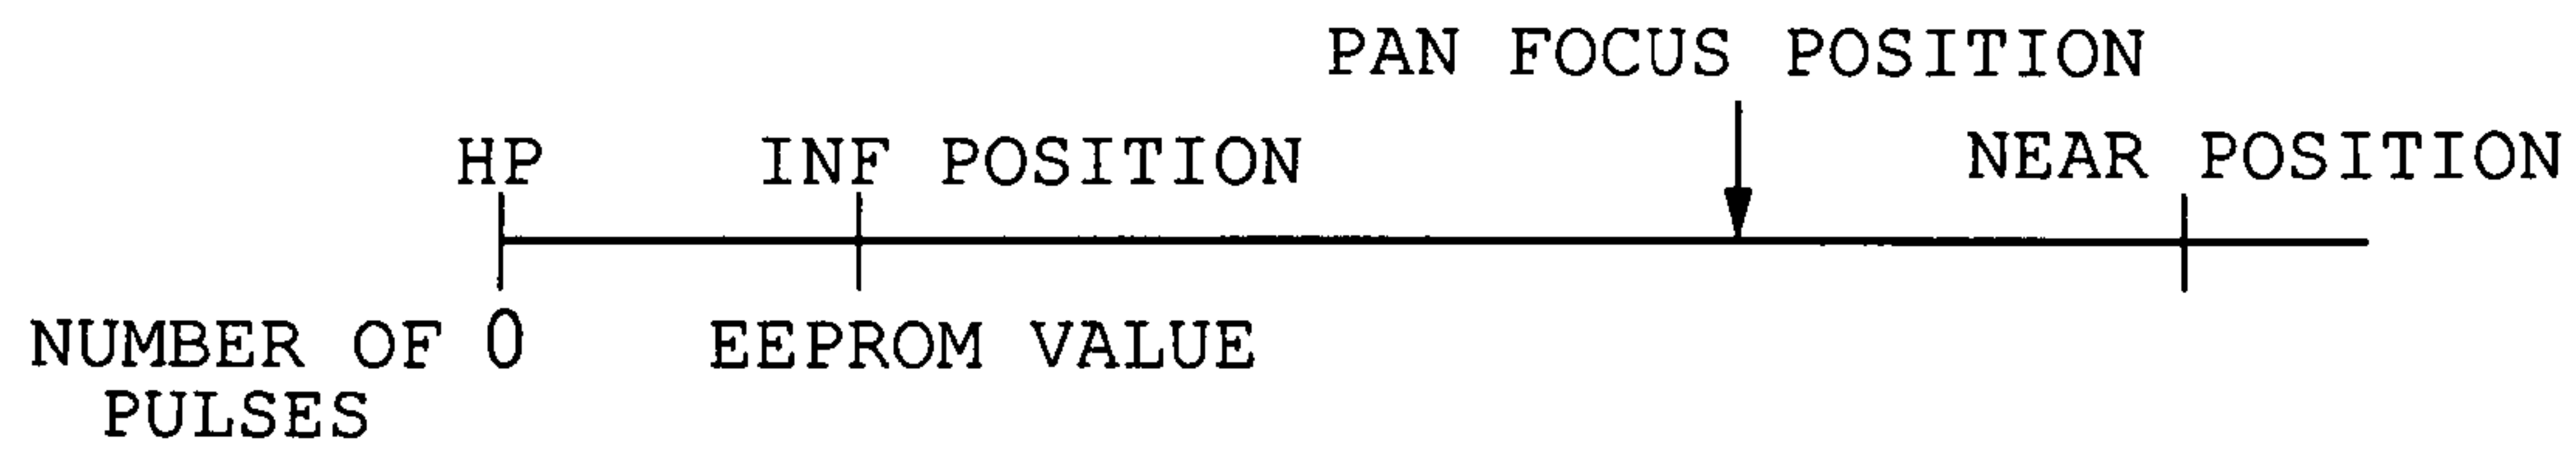 PAN FOCUS POSITION
HP INF POSITION NEAR POSITION
NUMBER OF 0 EEPROM VALUE
PULSES